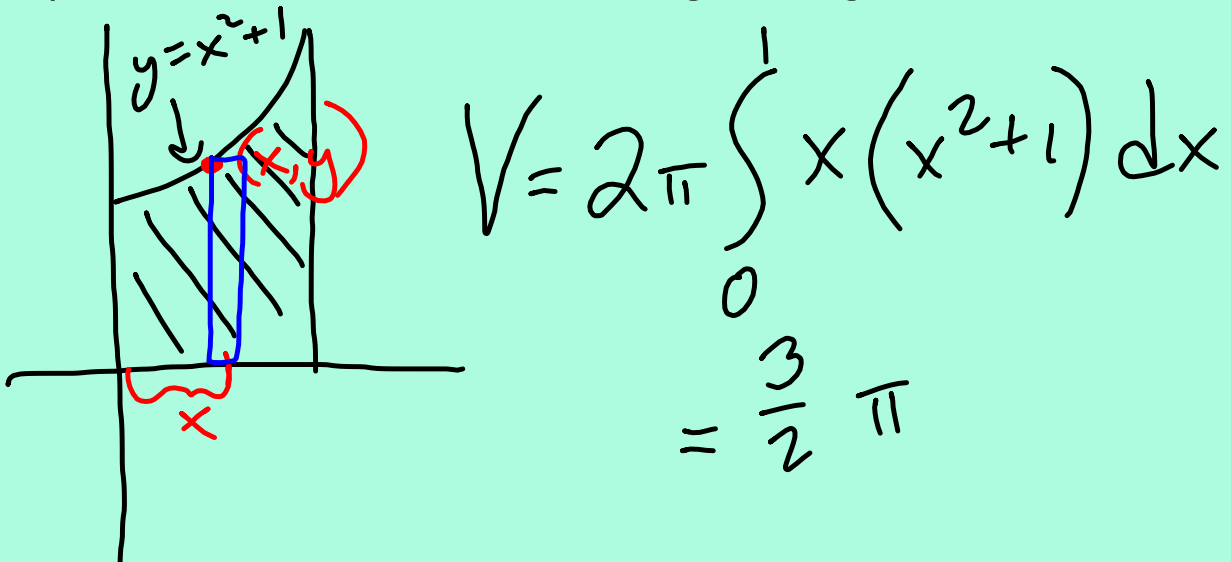 y = x² + 1
(x, y)
x
V = 2π ∫₀¹ x(x² + 1) dx
= 3/2 π